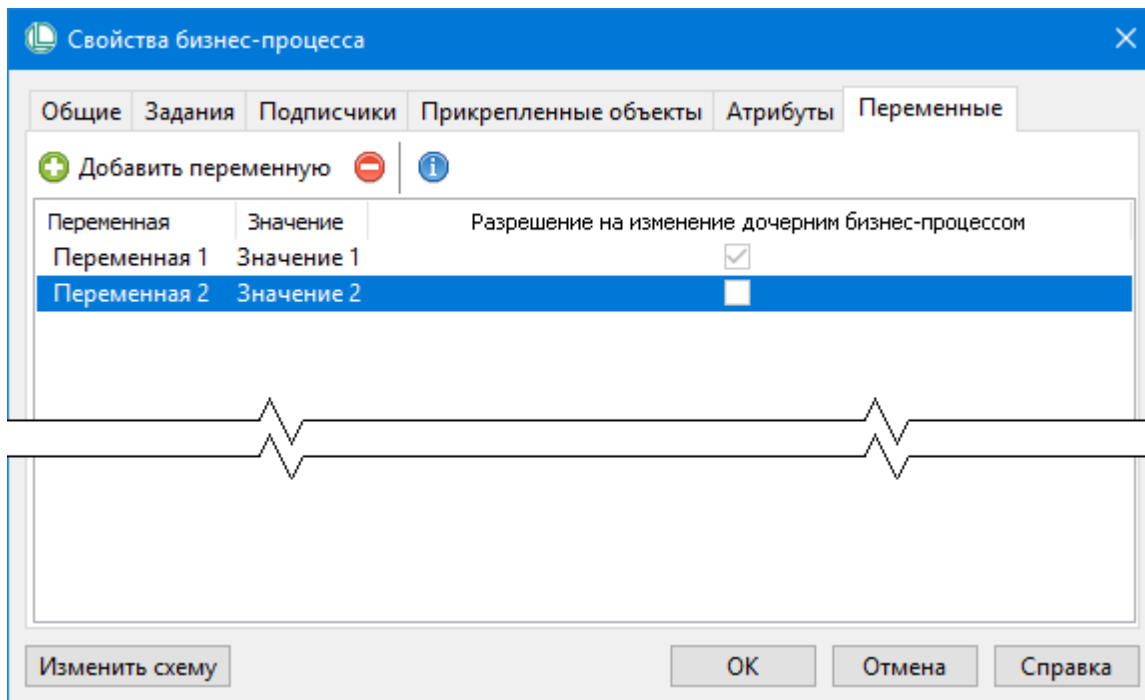 Свойства бизнес-процесса
Общие Задания Подписчики Прикрепленные объекты Атрибуты Переменные
Добавить переменную
Переменная Значение Разрешение на изменение дочерним бизнес-процессом
Переменная 1 Значение 1
Переменная 2 Значение 2
Изменить схему ОК Отмена Справка